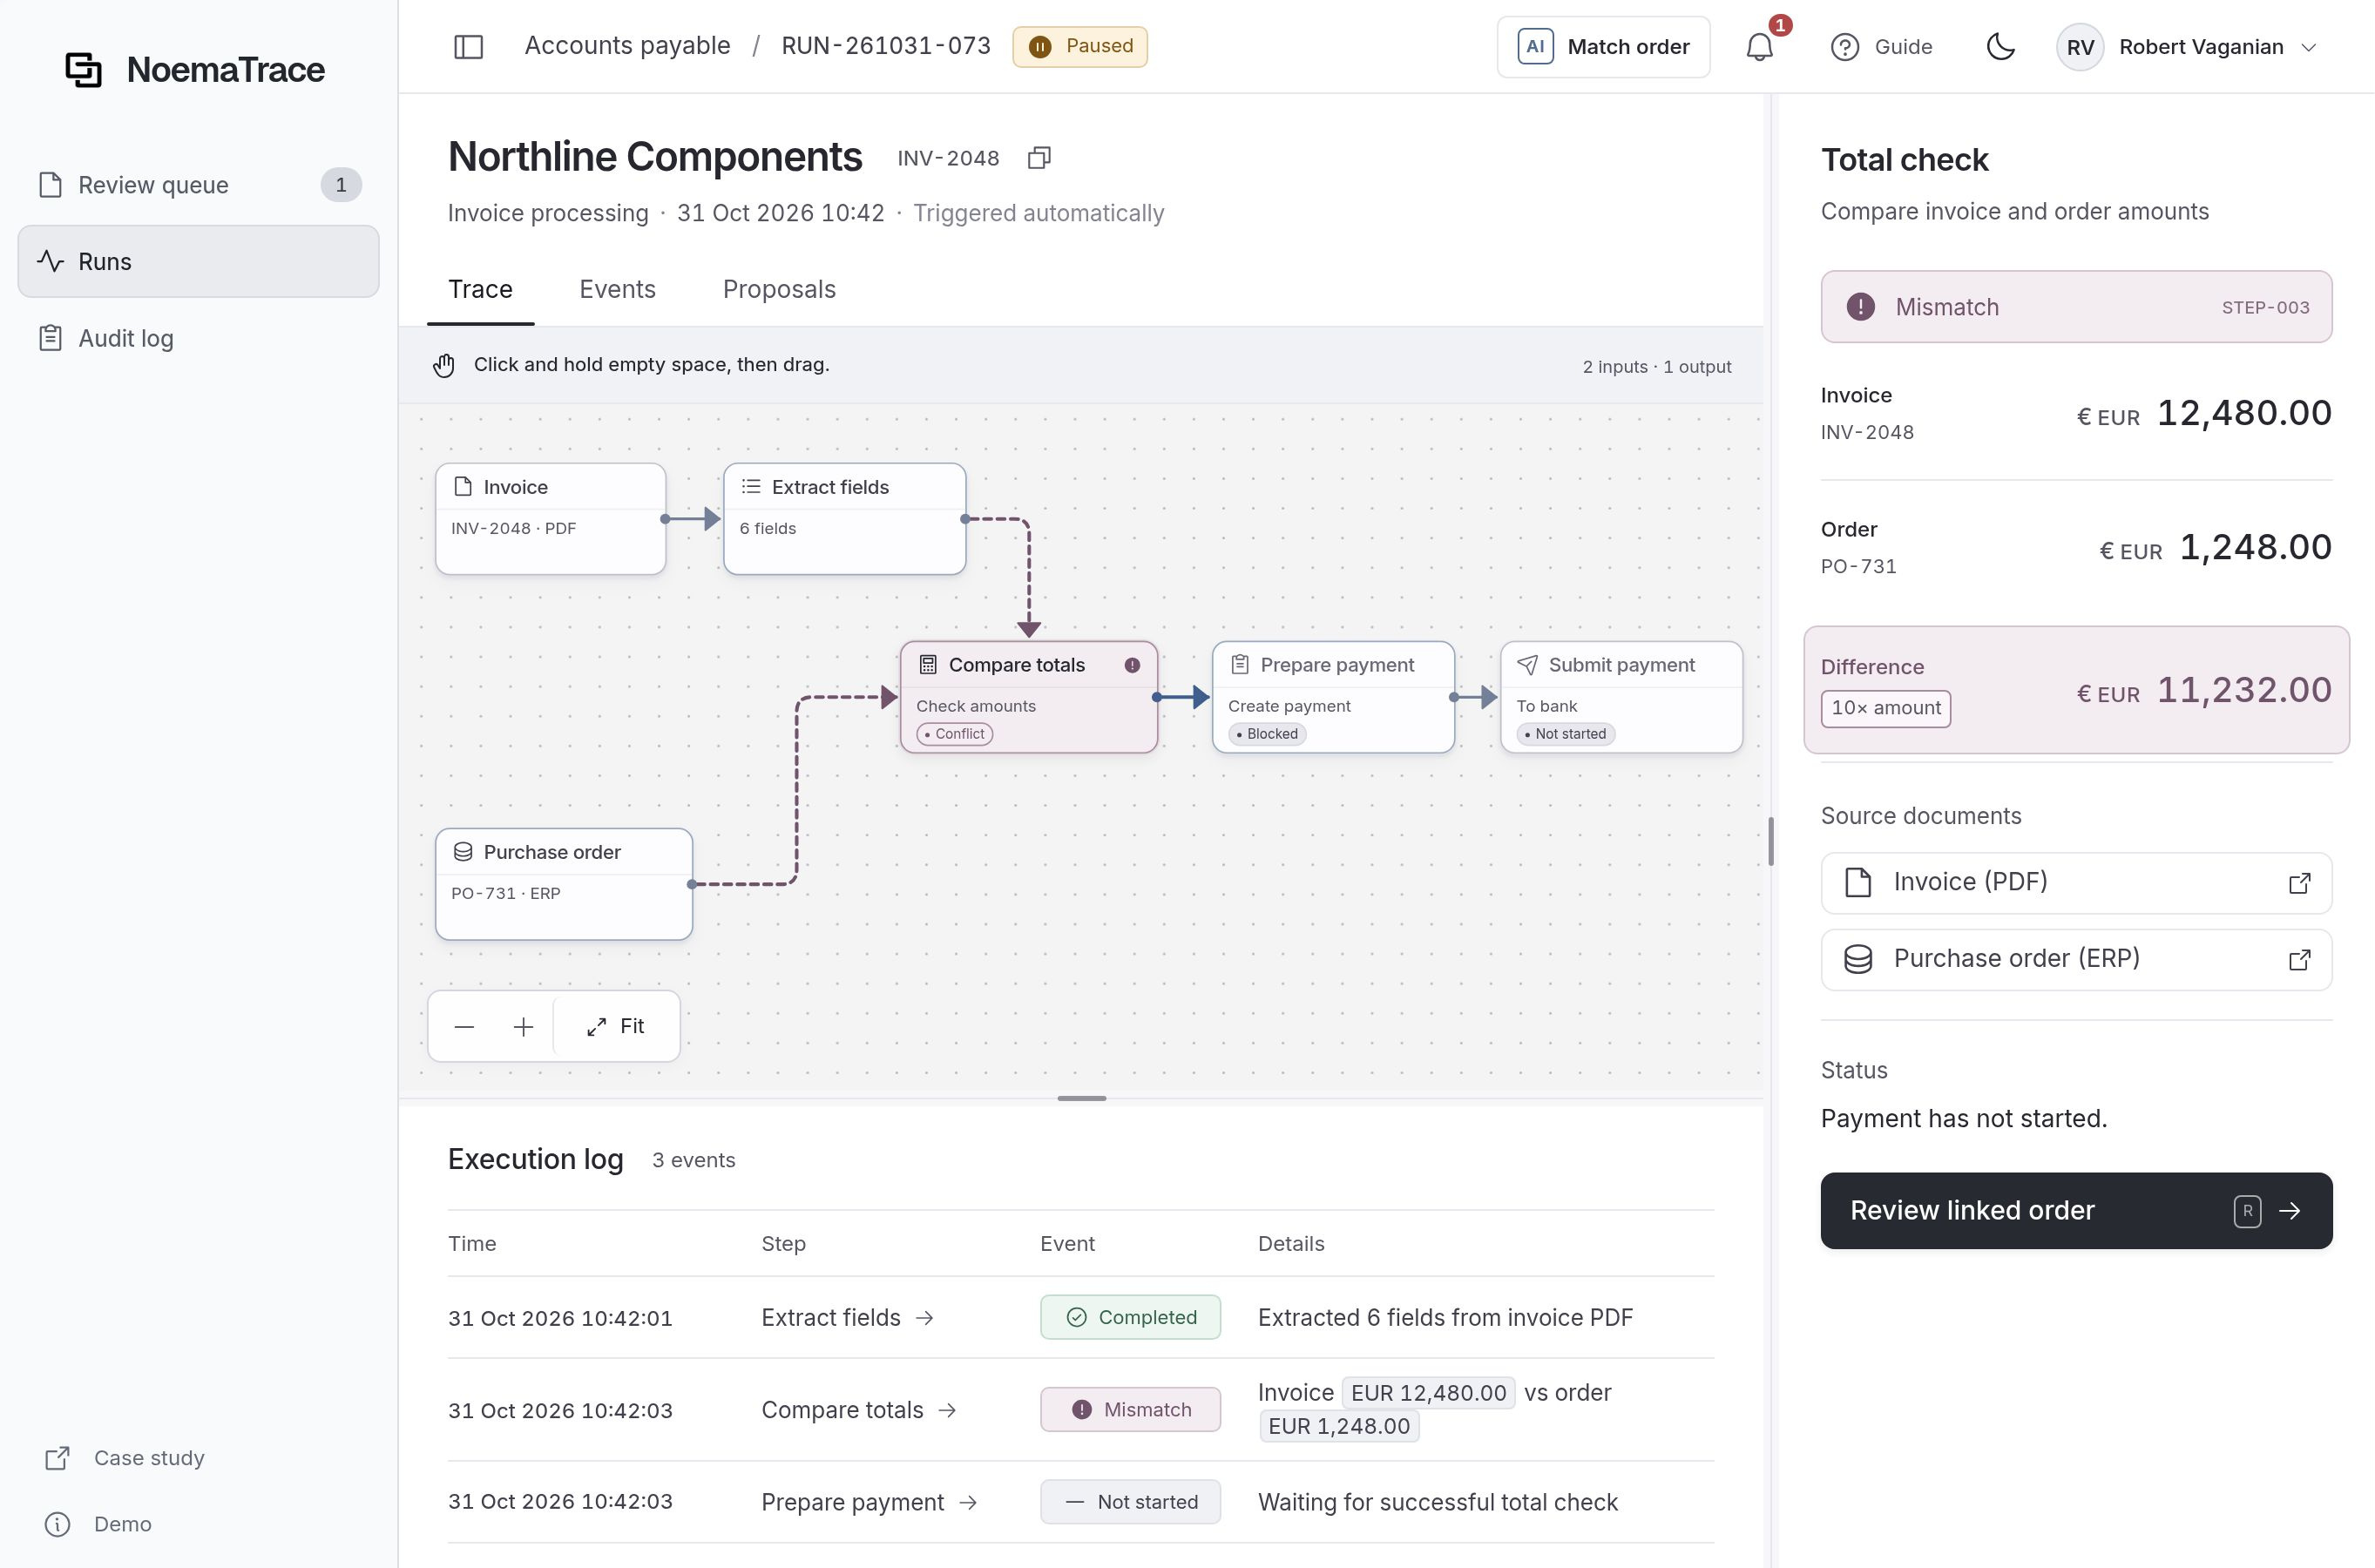 NoemaTrace
Review queue 1
Runs
Audit log
Case study
Demo
Accounts payable / RUN-261031-073 Paused
AI Match order
1
Guide
RV Robert Vaganian
Northline Components INV-2048
Invoice processing · 31 Oct 2026 10:42 · Triggered automatically
Trace Events Proposals
Click and hold empty space, then drag.
2 inputs · 1 output
Invoice
INV-2048 · PDF
Extract fields
6 fields
Compare totals
Check amounts
• Conflict
Prepare payment
Create payment
• Blocked
Submit payment
To bank
• Not started
Purchase order
PO-731 · ERP
Fit
Execution log 3 events
Time Step Event Details
31 Oct 2026 10:42:01 Extract fields → Completed Extracted 6 fields from invoice PDF
31 Oct 2026 10:42:03 Compare totals → Mismatch Invoice EUR 12,480.00 vs order
EUR 1,248.00
31 Oct 2026 10:42:03 Prepare payment → Not started Waiting for successful total check
Total check
Compare invoice and order amounts
Mismatch STEP-003
Invoice
INV-2048
€ EUR 12,480.00
Order
PO-731
€ EUR 1,248.00
Difference
10× amount
€ EUR 11,232.00
Source documents
Invoice (PDF)
Purchase order (ERP)
Status
Payment has not started.
Review linked order R →